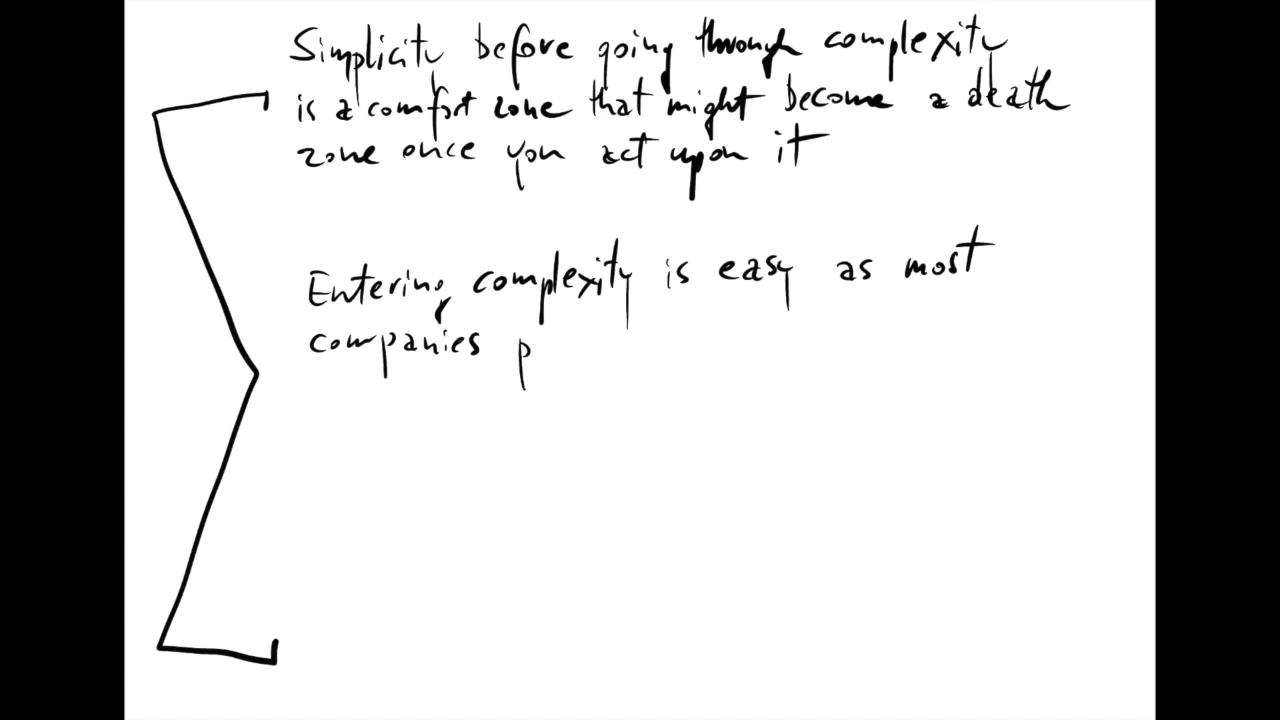 Simplicity before going through complexity
is a comfort zone that might become a death
zone once you act upon it
Entering complexity is easy as most
companies p